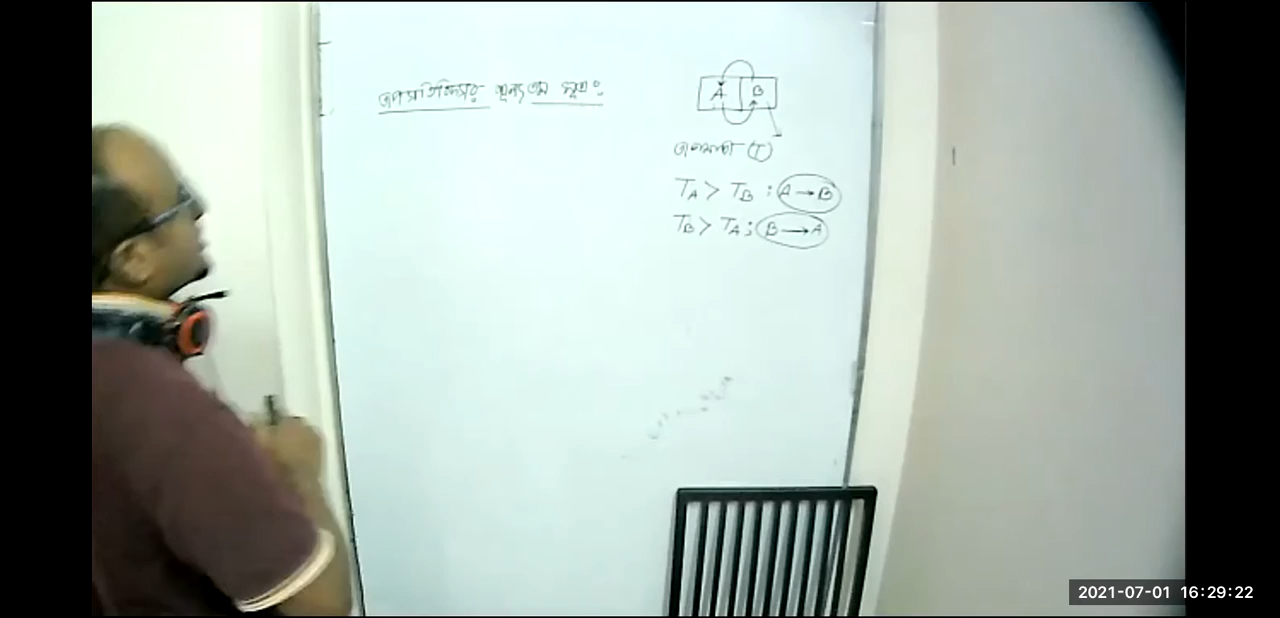 তাপগতিবিদ্যার শূন্যতম সূত্রঃ
A B
তাপমাত্রা (T)
T_A > T_B : A → B
T_B > T_A ; B → A
2021-07-01 16:29:22